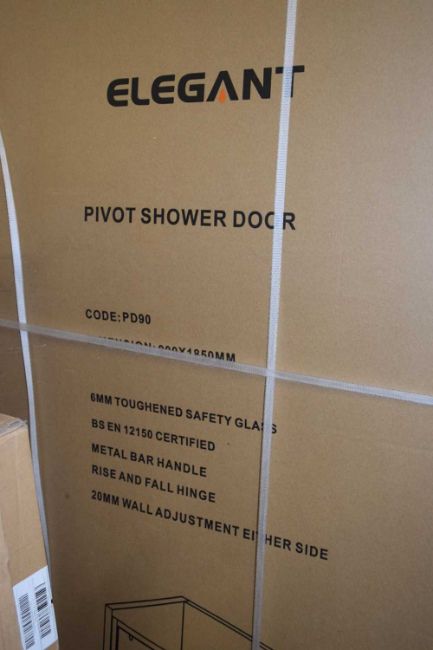 ELEGANT
PIVOT SHOWER DOOR
CODE:PD90
DIMENSION:900X1850MM
6MM TOUGHENED SAFETY GLASS
BS EN 12150 CERTIFIED
METAL BAR HANDLE
RISE AND FALL HINGE
20MM WALL ADJUSTMENT EITHER SIDE